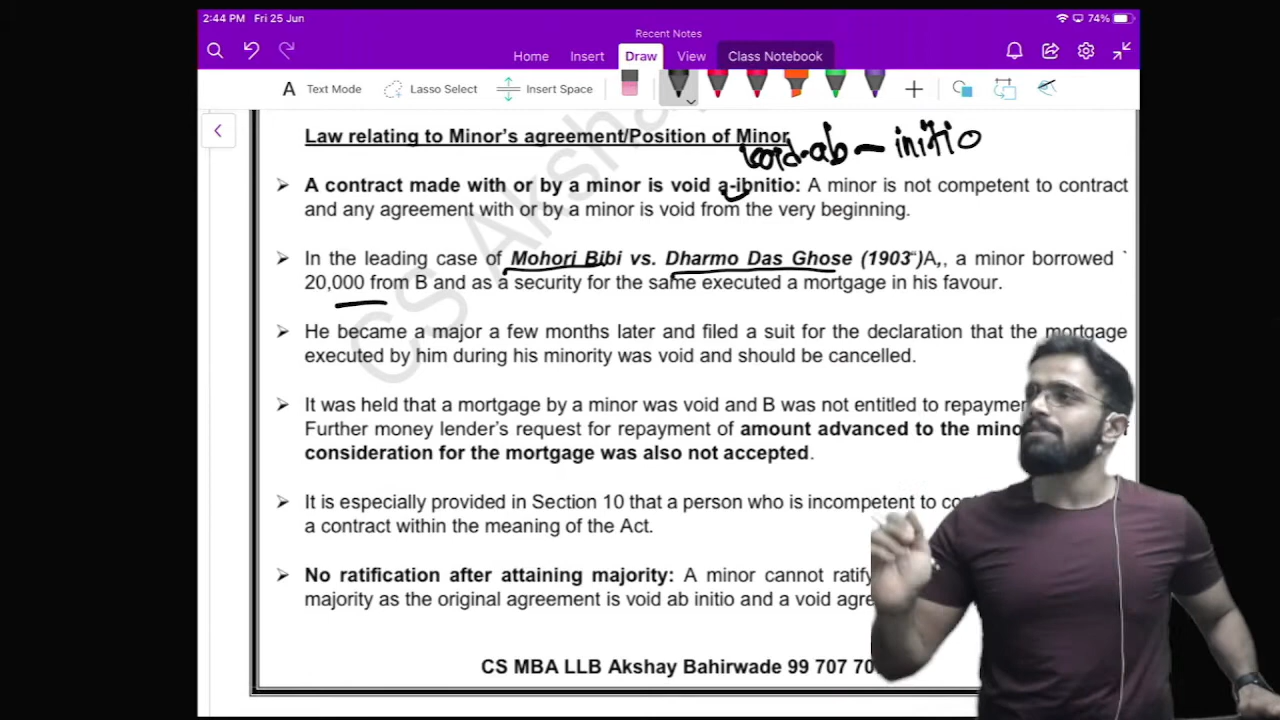 2:44 PM Fri 25 Jun
74%
Recent Notes
Home Insert Draw View Class Notebook
A Text Mode Lasso Select Insert Space
Law relating to Minor's agreement/Position of Minor
void-ab-initio
➢ A contract made with or by a minor is void a-ibnitio: A minor is not competent to contract
and any agreement with or by a minor is void from the very beginning.
➢ In the leading case of Mohori Bibi vs. Dharmo Das Ghose (1903")A,, a minor borrowed `
20,000 from B and as a security for the same executed a mortgage in his favour.
➢ He became a major a few months later and filed a suit for the declaration that the mortgage
executed by him during his minority was void and should be cancelled.
➢ It was held that a mortgage by a minor was void and B was not entitled to
Further money lender's request for repayment of amount advanced to the
consideration for the mortgage was also not accepted.
➢ It is especially provided in Section 10 that a person who is incompetent to
a contract within the meaning of the Act.
➢ No ratification after attaining majority: A minor cannot
majority as the original agreement is void ab initio and a void
CS MBA LLB Akshay Bahirwade 99 707
CS Akshay